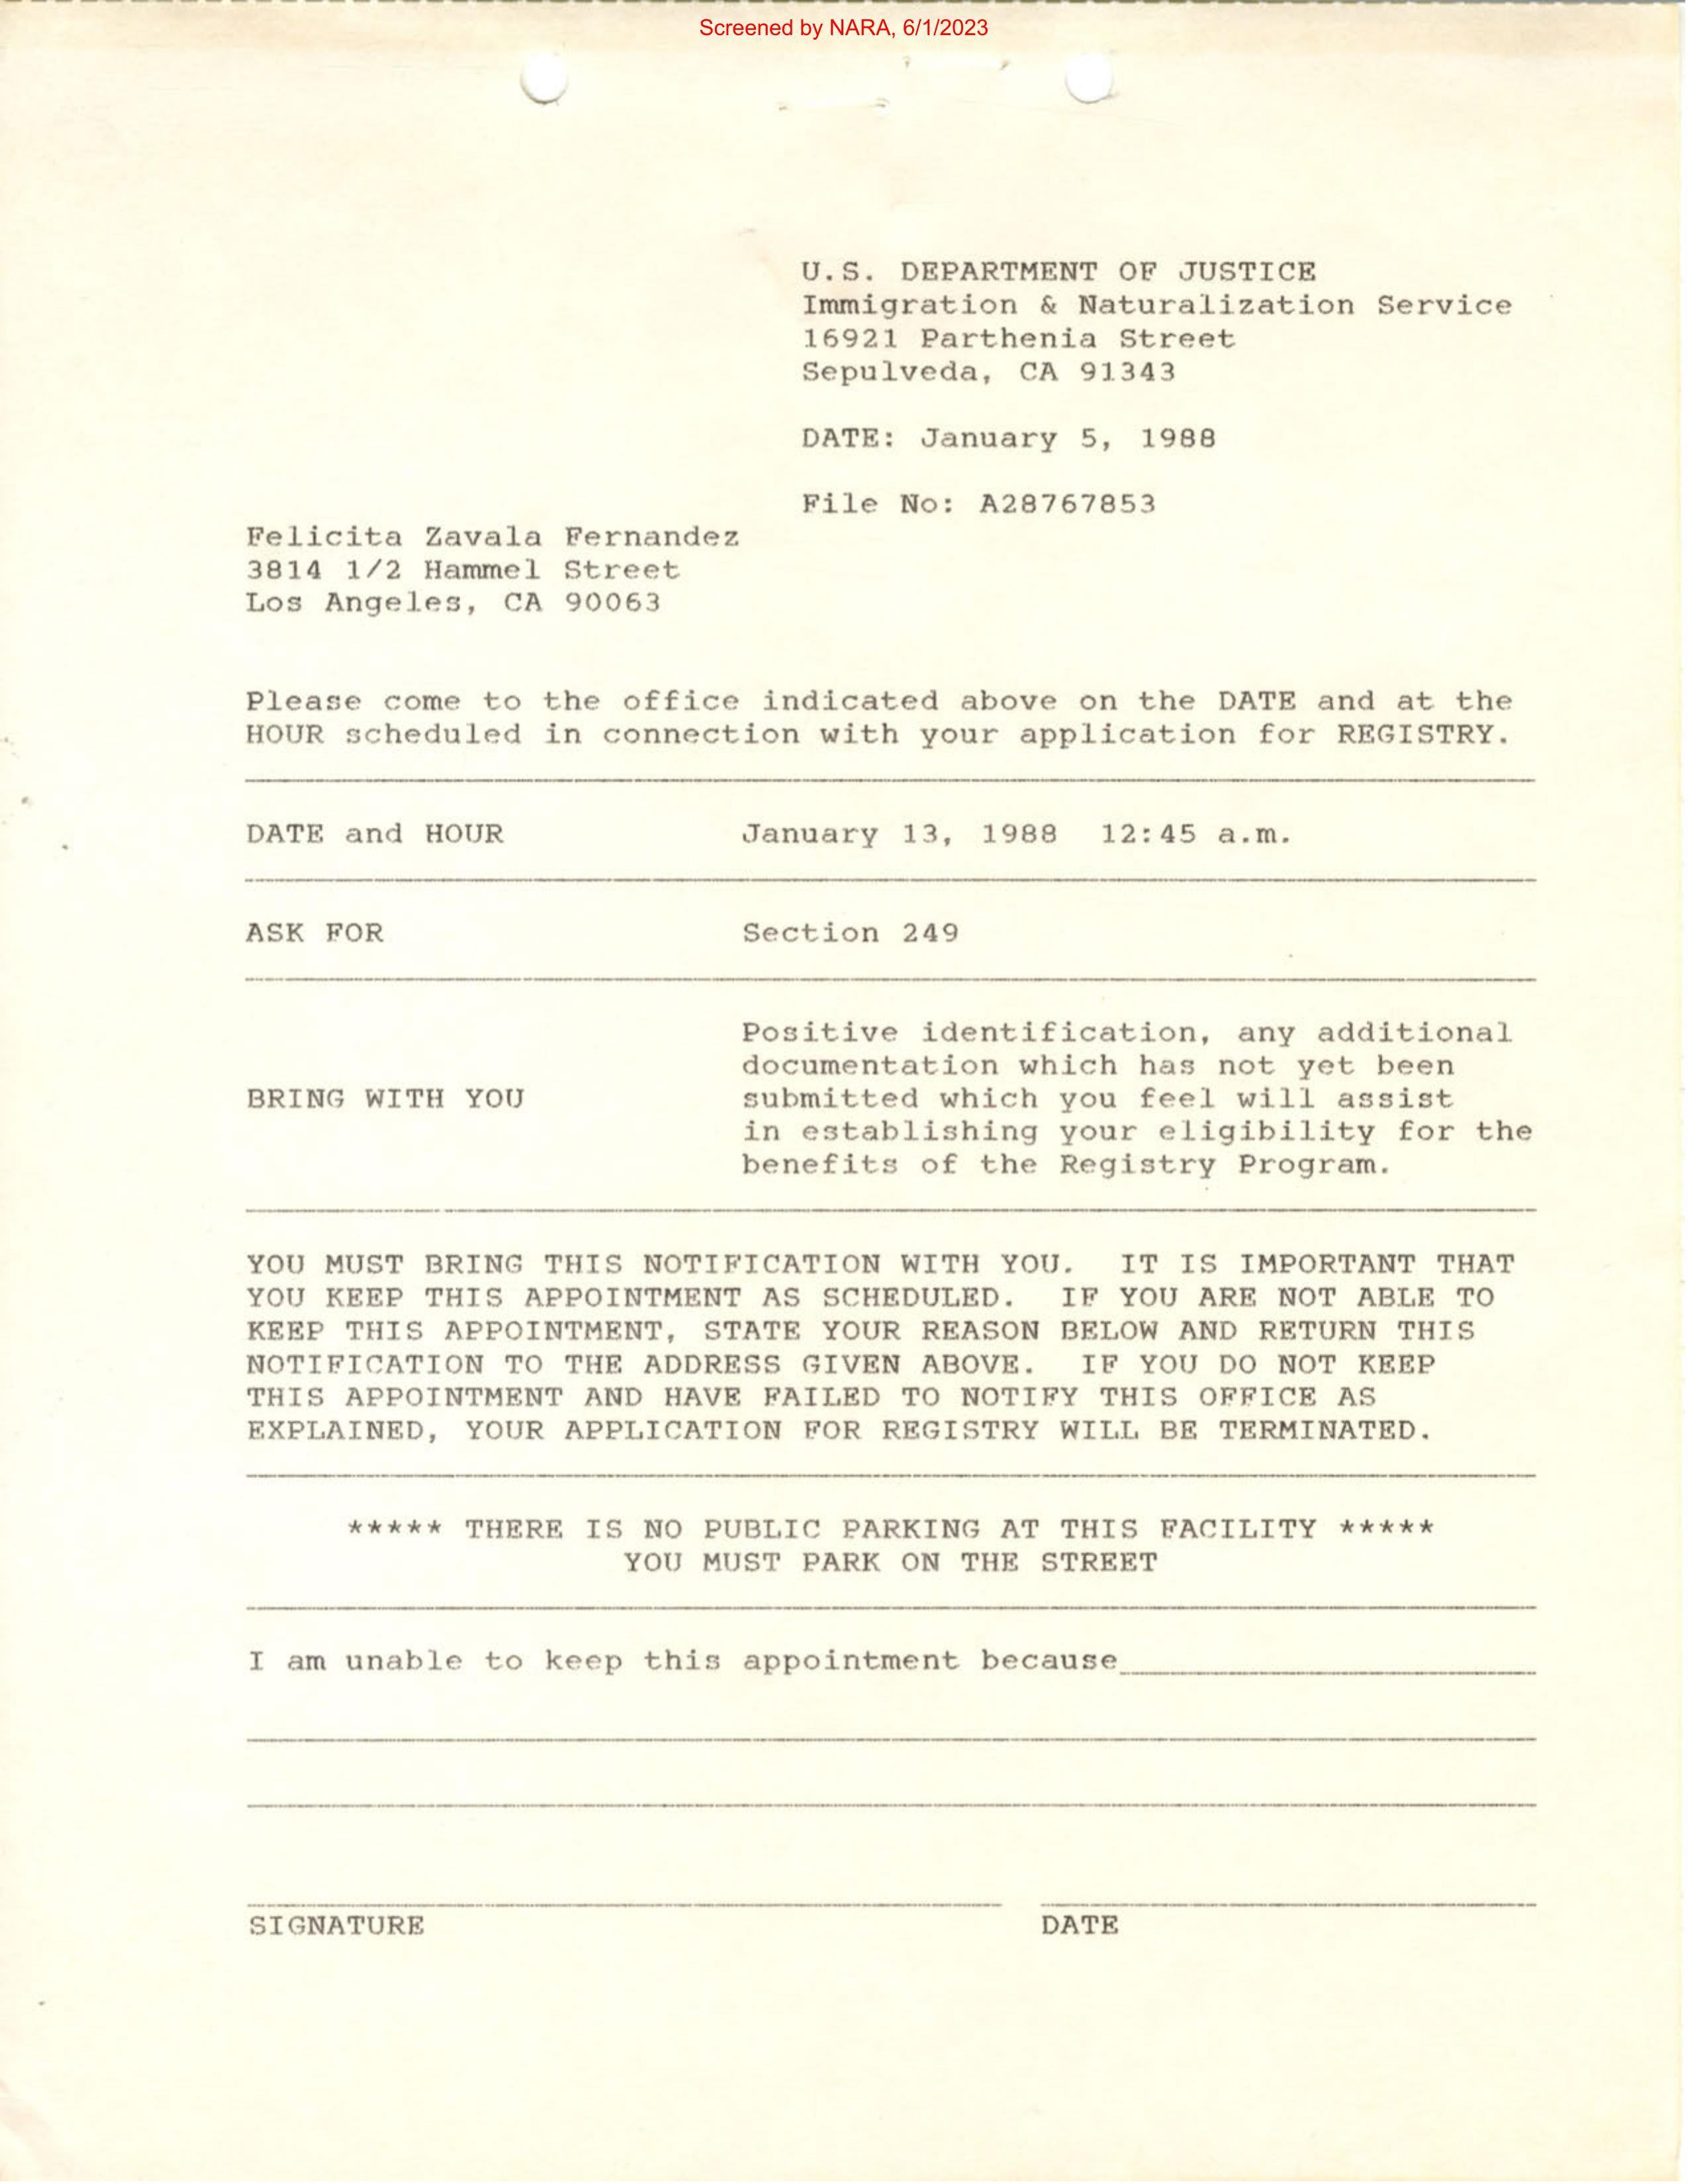 Screened by NARA, 6/1/2023
U.S. DEPARTMENT OF JUSTICE
Immigration & Naturalization Service
16921 Parthenia Street
Sepulveda, CA 91343
DATE: January 5, 1988
File No: A28767853
Felicita Zavala Fernandez
3814 1/2 Hammel Street
Los Angeles, CA 90063
Please come to the office indicated above on the DATE and at the
HOUR scheduled in connection with your application for REGISTRY.
DATE and HOUR January 13, 1988 12:45 a.m.
ASK FOR Section 249
Positive identification, any additional
documentation which has not yet been
BRING WITH YOU submitted which you feel will assist
in establishing your eligibility for the
benefits of the Registry Program.
YOU MUST BRING THIS NOTIFICATION WITH YOU. IT IS IMPORTANT THAT
YOU KEEP THIS APPOINTMENT AS SCHEDULED. IF YOU ARE NOT ABLE TO
KEEP THIS APPOINTMENT, STATE YOUR REASON BELOW AND RETURN THIS
NOTIFICATION TO THE ADDRESS GIVEN ABOVE. IF YOU DO NOT KEEP
THIS APPOINTMENT AND HAVE FAILED TO NOTIFY THIS OFFICE AS
EXPLAINED, YOUR APPLICATION FOR REGISTRY WILL BE TERMINATED.
***** THERE IS NO PUBLIC PARKING AT THIS FACILITY *****
YOU MUST PARK ON THE STREET
I am unable to keep this appointment because
SIGNATURE DATE